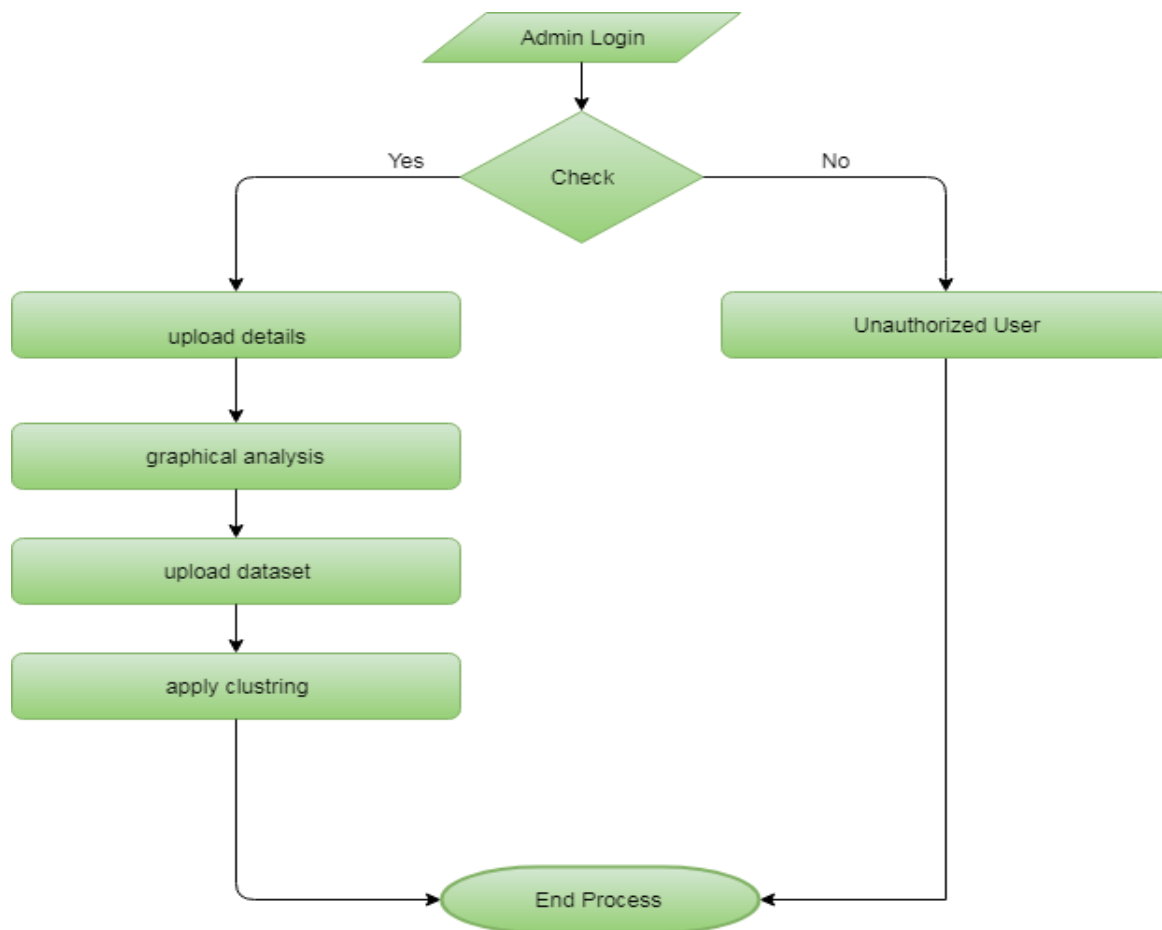 Admin Login
Check
Yes
No
upload details
Unauthorized User
graphical analysis
upload dataset
apply clustring
End Process